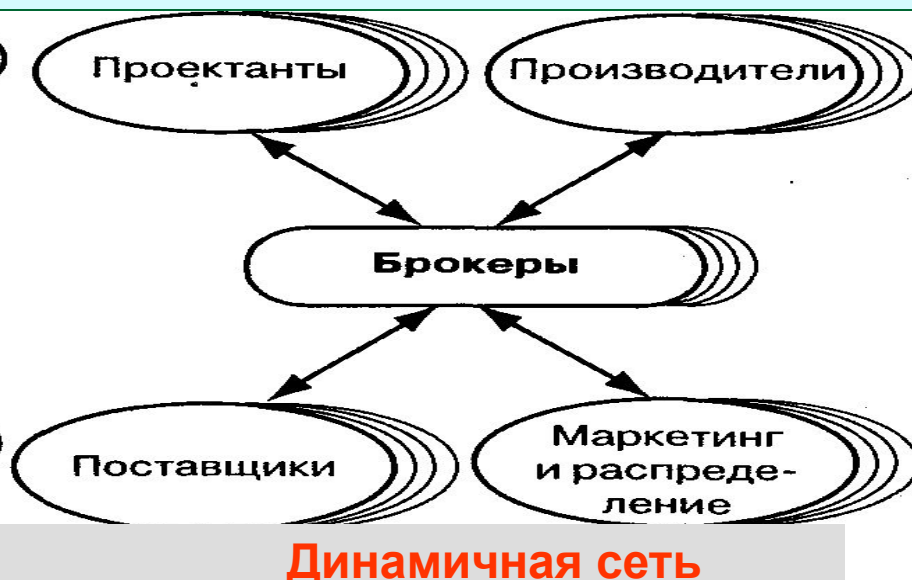 Проектанты
Производители
Брокеры
Поставщики
Маркетинг
и распреде-
ление
Динамичная сеть